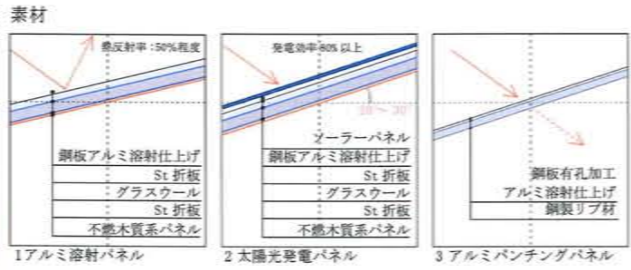 素材
熱反射率：50％程度
鋼板アルミ溶射仕上げ
St 折板
グラスウール
St 折板
不燃木質系パネル
1アルミ溶射パネル
発電効率 80％以上
10°～30°
ソーラーパネル
鋼板アルミ溶射仕上げ
St 折板
グラスウール
St 折板
不燃木質系パネル
2 太陽光発電パネル
鋼板有孔加工
アルミ溶射仕上げ
鋼製リブ材
3 アルミパンチングパネル